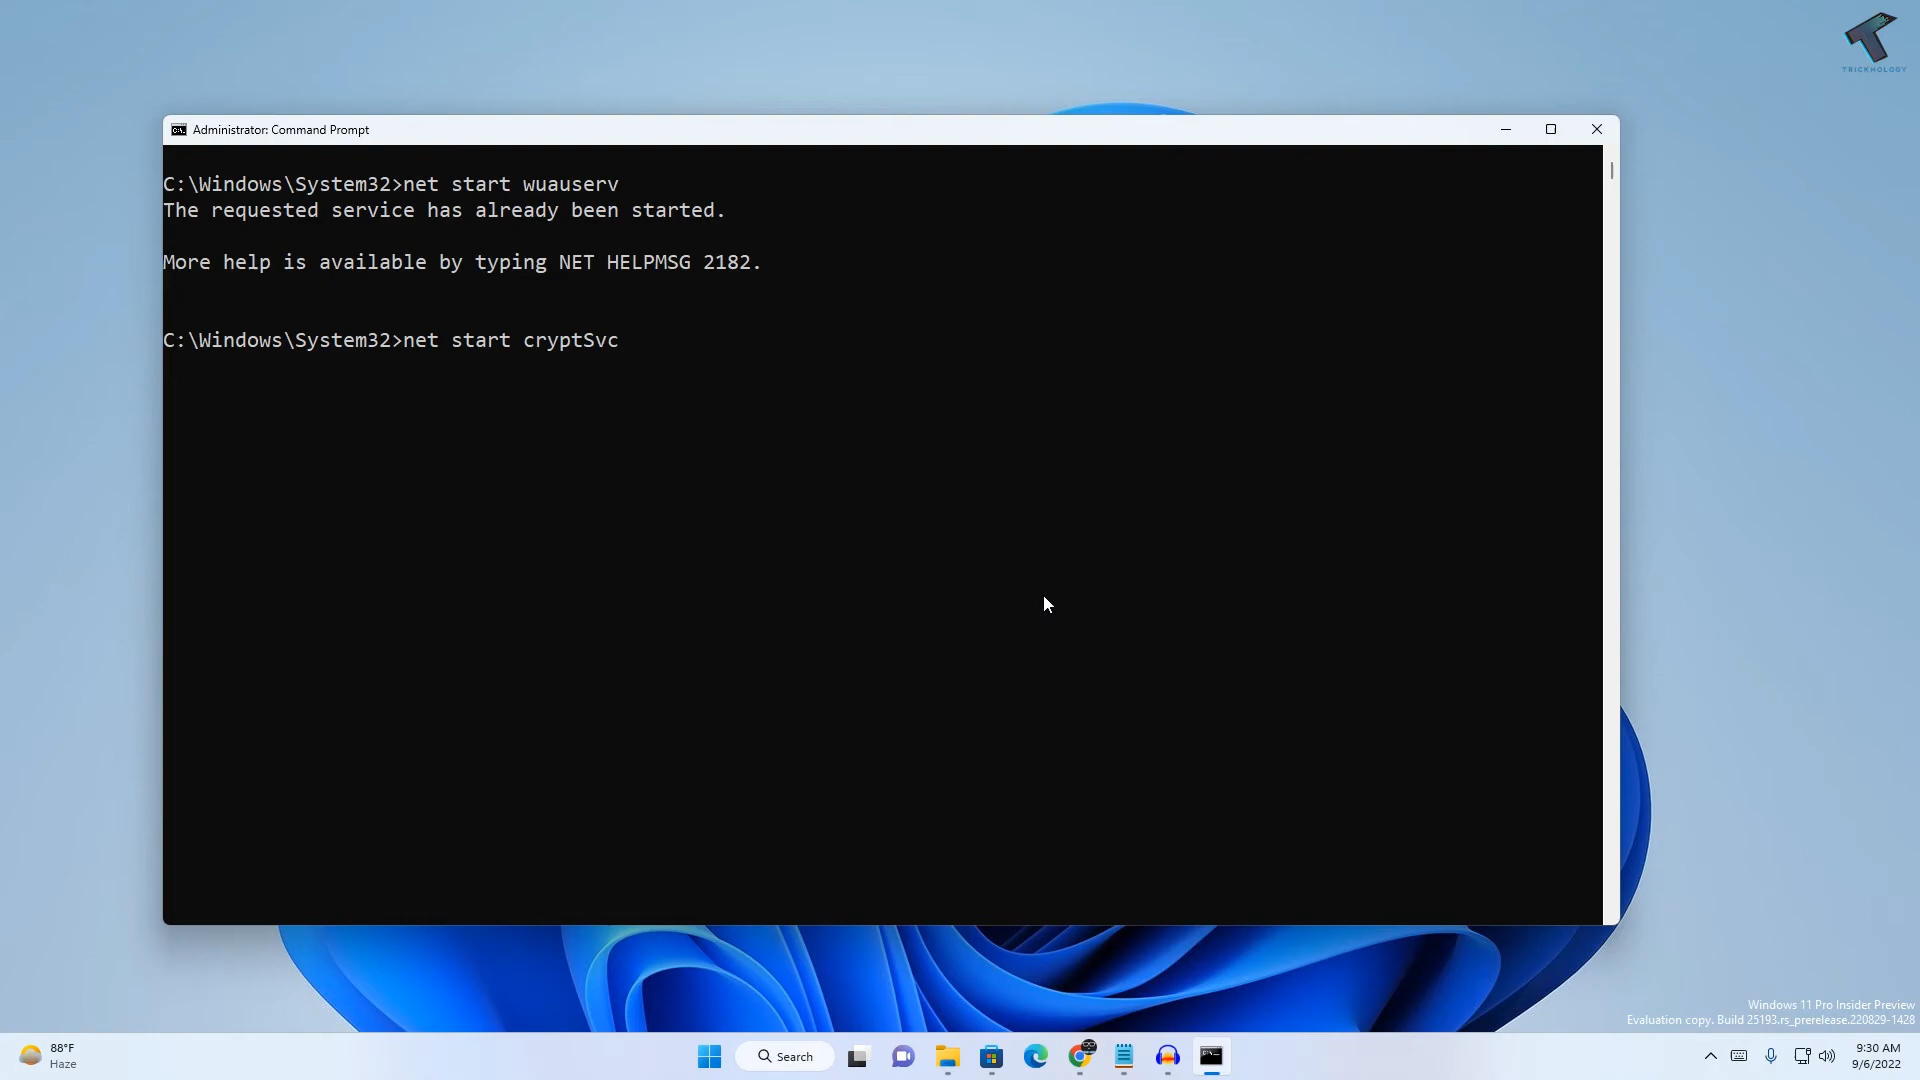 TRICKNOLOGY
Administrator: Command Prompt
C:\Windows\System32>net start wuauserv
The requested service has already been started.
More help is available by typing NET HELPMSG 2182.
C:\Windows\System32>net start cryptSvc
Windows 11 Pro Insider Preview
Evaluation copy. Build 25193.rs_prerelease.220829-1428
88°F
Haze
Search
9:30 AM
9/6/2022